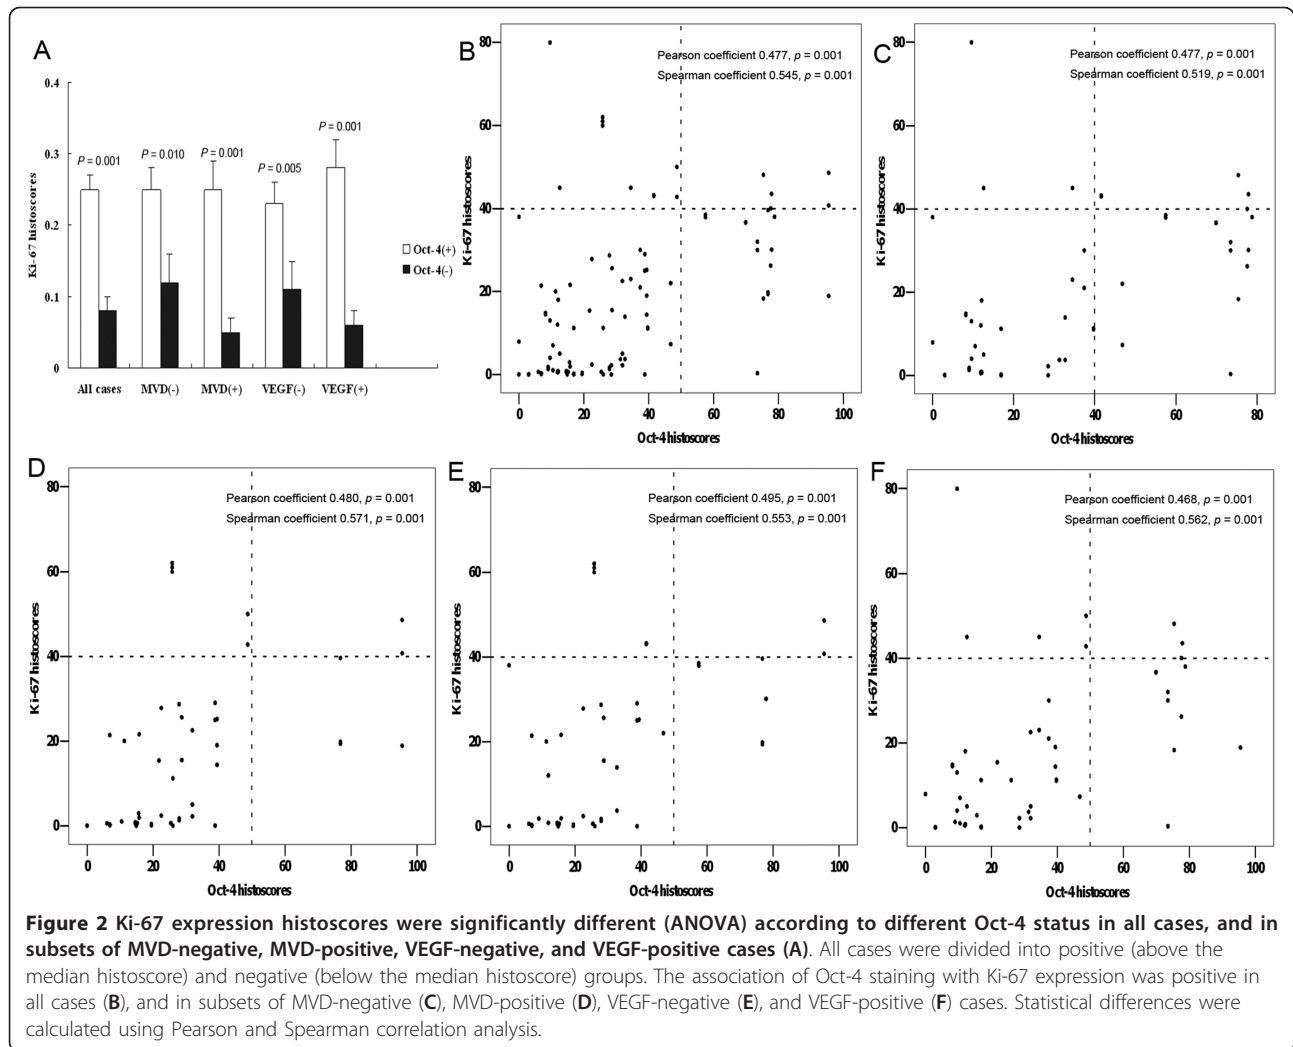 A
0.4
0.3
0.2
0.1
0
Ki-67 histoscores
P = 0.001
P = 0.010
P = 0.001
P = 0.005
P = 0.001
Oct-4(+)
Oct-4(-)
All cases MVD(-) MVD(+) VEGF(-) VEGF(+)
B
Pearson coefficient 0.477, p = 0.001
Spearman coefficient 0.545, p = 0.001
80
60
40
20
0
Ki-67 histoscores
0 20 40 60 80 100
Oct-4 histoscores
C
Pearson coefficient 0.477, p = 0.001
Spearman coefficient 0.519, p = 0.001
80
60
40
20
0
Ki-67 histoscores
0 20 40 60 80
Oct-4 histoscores
D
Pearson coefficient 0.480, p = 0.001
Spearman coefficient 0.571, p = 0.001
80
60
40
20
0
Ki-67 histoscores
0 20 40 60 80 100
Oct-4 histoscores
E
Pearson coefficient 0.495, p = 0.001
Spearman coefficient 0.553, p = 0.001
80
60
40
20
0
Ki-67 histoscores
0 20 40 60 80 100
Oct-4 histoscores
F
Pearson coefficient 0.468, p = 0.001
Spearman coefficient 0.562, p = 0.001
80
60
40
20
0
Ki-67 histoscores
0 20 40 60 80 100
Oct-4 histoscores
Figure 2 Ki-67 expression histoscores were significantly different (ANOVA) according to different Oct-4 status in all cases, and in
subsets of MVD-negative, MVD-positive, VEGF-negative, and VEGF-positive cases (A). All cases were divided into positive (above the
median histoscore) and negative (below the median histoscore) groups. The association of Oct-4 staining with Ki-67 expression was positive in
all cases (B), and in subsets of MVD-negative (C), MVD-positive (D), VEGF-negative (E), and VEGF-positive (F) cases. Statistical differences were
calculated using Pearson and Spearman correlation analysis.